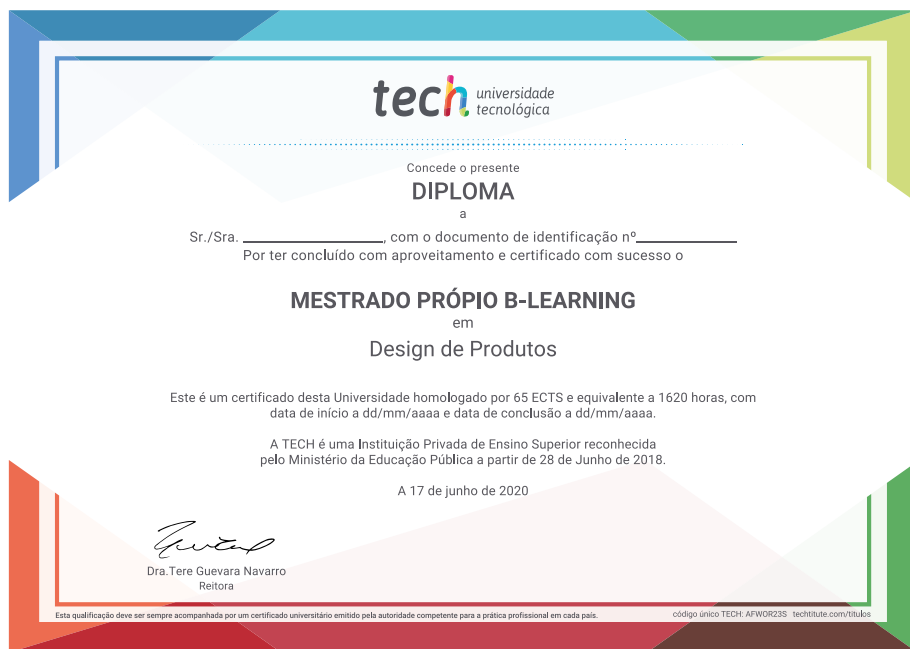 tech universidade
tecnológica
Concede o presente
DIPLOMA
a
Sr./Sra. __________________, com o documento de identificação nº_____________
Por ter concluído com aproveitamento e certificado com sucesso o
MESTRADO PRÓPIO B-LEARNING
em
Design de Produtos
Este é um certificado desta Universidade homologado por 65 ECTS e equivalente a 1620 horas, com
data de início a dd/mm/aaaa e data de conclusão a dd/mm/aaaa.
A TECH é uma Instituição Privada de Ensino Superior reconhecida
pelo Ministério da Educação Pública a partir de 28 de Junho de 2018.
A 17 de junho de 2020
Dra.Tere Guevara Navarro
Reitora
Esta qualificação deve ser sempre acompanhada por um certificado universitário emitido pela autoridade competente para a prática profissional em cada país.
código único TECH: AFWOR23S techtitute.com/titulos